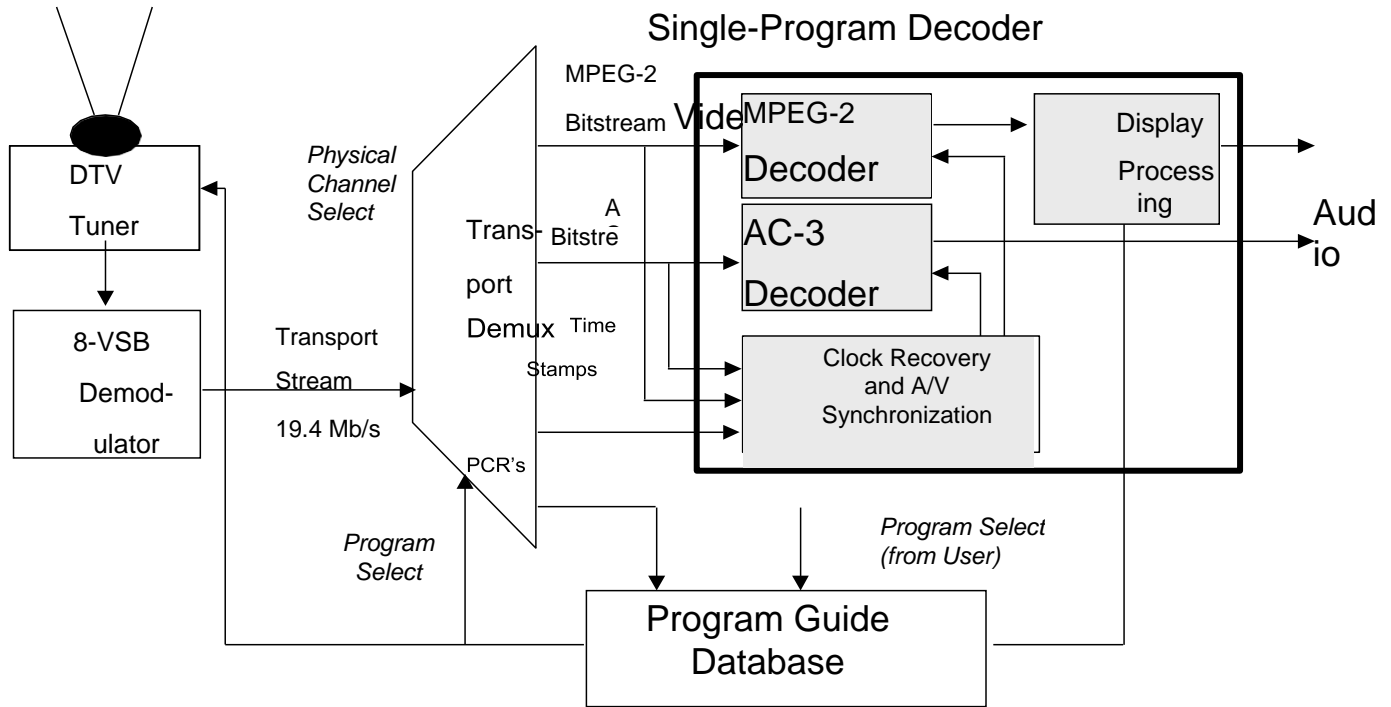 Single-Program Decoder
MPEG-2
Bitstream
Vide
MPEG-2
Decoder
Display
Process
ing
Physical
Channel
Select
DTV
Tuner
A
Bitstre
AC-3
Decoder
Aud
io
Trans-
port
Demux
Time
Stamps
8-VSB
Demod-
ulator
Transport
Stream
19.4 Mb/s
Clock Recovery
and A/V
Synchronization
PCR's
Program
Select
Program Select
(from User)
Program Guide
Database